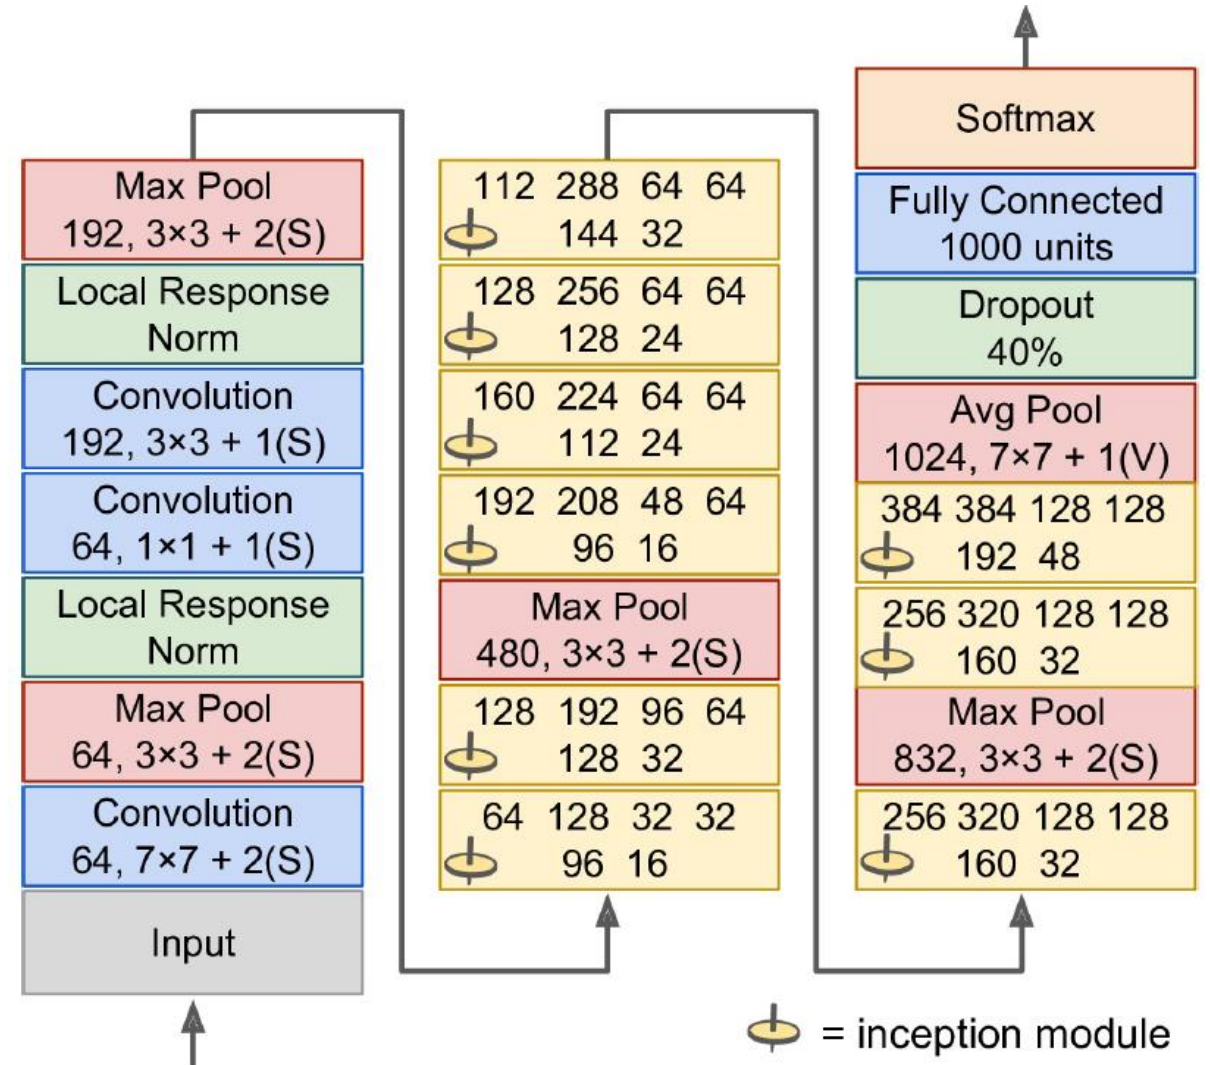 Max Pool
192, 3×3 + 2(S)
Local Response
Norm
Convolution
192, 3×3 + 1(S)
Convolution
64, 1×1 + 1(S)
Local Response
Norm
Max Pool
64, 3×3 + 2(S)
Convolution
64, 7×7 + 2(S)
Input
112 288 64 64
144 32
128 256 64 64
128 24
160 224 64 64
112 24
192 208 48 64
96 16
Max Pool
480, 3×3 + 2(S)
128 192 96 64
128 32
64 128 32 32
96 16
Softmax
Fully Connected
1000 units
Dropout
40%
Avg Pool
1024, 7×7 + 1(V)
384 384 128 128
192 48
256 320 128 128
160 32
Max Pool
832, 3×3 + 2(S)
256 320 128 128
160 32
= inception module